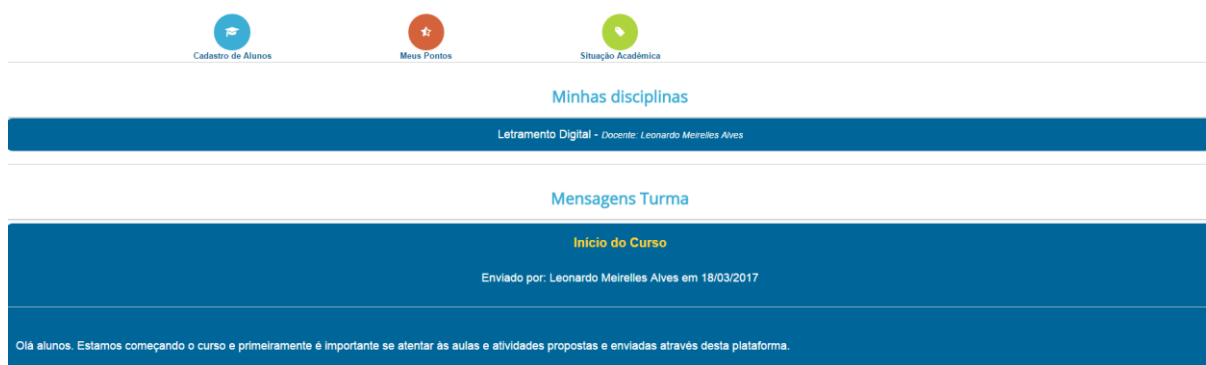 Cadastro de Alunos Meus Pontos Situação Acadêmica
Minhas disciplinas
Letramento Digital - Docente: Leonardo Meirelles Alves
Mensagens Turma
Início do Curso
Enviado por: Leonardo Meirelles Alves em 18/03/2017
Olá alunos. Estamos começando o curso e primeiramente é importante se atentar às aulas e atividades propostas e enviadas através desta plataforma.